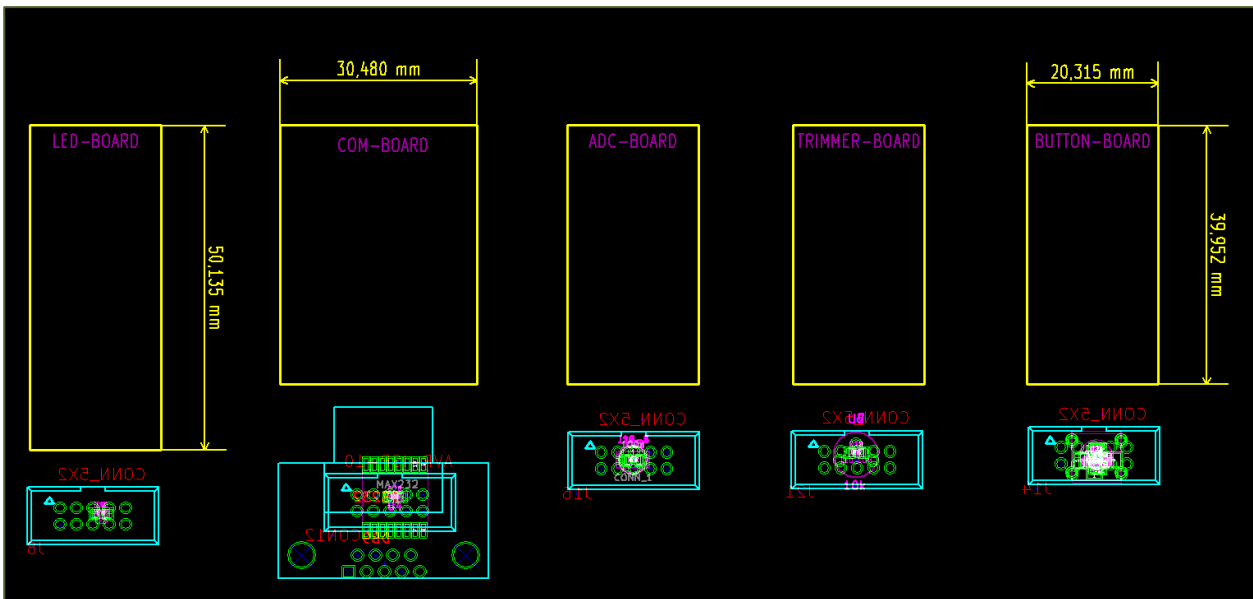 30,480 mm
20,315 mm
LED-BOARD
COM-BOARD
ADC-BOARD
TRIMMER-BOARD
BUTTON-BOARD
50,135 mm
39,952 mm
CONN_5X2
CONN_5X2
CONN_5X2
CONN_5X2
U8
MAX232
CONN_1
J16
J21
10k
J14
J8